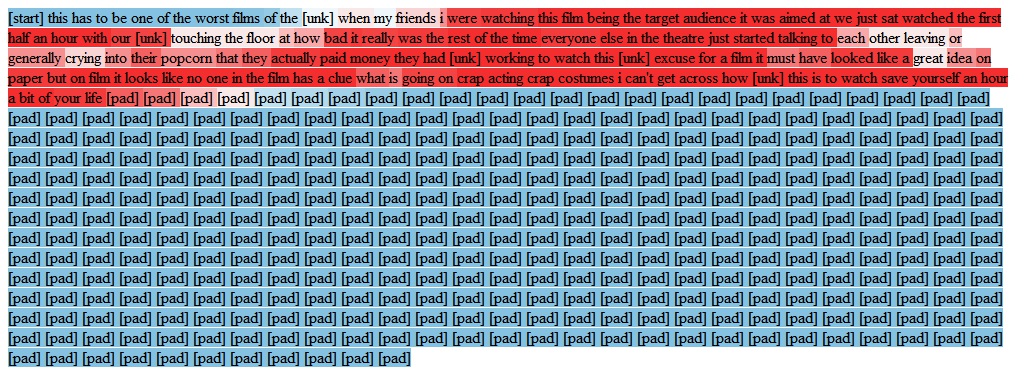 [start] this has to be one of the worst films of the [unk] when my friends i were watching this film being the target audience it was aimed at we just sat watched the first
half an hour with our [unk] touching the floor at how bad it really was the rest of the time everyone else in the theatre just started talking to each other leaving or
generally crying into their popcorn that they actually paid money they had [unk] working to watch this [unk] excuse for a film it must have looked like a great idea on
paper but on film it looks like no one in the film has a clue what is going on crap acting crap costumes i can't get across how [unk] this is to watch save yourself an hour
a bit of your life [pad] [pad] [pad] [pad] [pad] [pad] [pad] [pad] [pad] [pad] [pad] [pad] [pad] [pad] [pad] [pad] [pad] [pad] [pad] [pad] [pad] [pad] [pad] [pad]
[pad] [pad] [pad] [pad] [pad] [pad] [pad] [pad] [pad] [pad] [pad] [pad] [pad] [pad] [pad] [pad] [pad] [pad] [pad] [pad] [pad] [pad] [pad] [pad] [pad] [pad] [pad]
[pad] [pad] [pad] [pad] [pad] [pad] [pad] [pad] [pad] [pad] [pad] [pad] [pad] [pad] [pad] [pad] [pad] [pad] [pad] [pad] [pad] [pad] [pad] [pad] [pad] [pad] [pad]
[pad] [pad] [pad] [pad] [pad] [pad] [pad] [pad] [pad] [pad] [pad] [pad] [pad] [pad] [pad] [pad] [pad] [pad] [pad] [pad] [pad] [pad] [pad] [pad] [pad] [pad] [pad]
[pad] [pad] [pad] [pad] [pad] [pad] [pad] [pad] [pad] [pad] [pad] [pad] [pad] [pad] [pad] [pad] [pad] [pad] [pad] [pad] [pad] [pad] [pad] [pad] [pad] [pad] [pad]
[pad] [pad] [pad] [pad] [pad] [pad] [pad] [pad] [pad] [pad] [pad] [pad] [pad] [pad] [pad] [pad] [pad] [pad] [pad] [pad] [pad] [pad] [pad] [pad] [pad] [pad] [pad]
[pad] [pad] [pad] [pad] [pad] [pad] [pad] [pad] [pad] [pad] [pad] [pad] [pad] [pad] [pad] [pad] [pad] [pad] [pad] [pad] [pad] [pad] [pad] [pad] [pad] [pad] [pad]
[pad] [pad] [pad] [pad] [pad] [pad] [pad] [pad] [pad] [pad] [pad] [pad] [pad] [pad] [pad] [pad] [pad] [pad] [pad] [pad] [pad] [pad] [pad] [pad] [pad] [pad] [pad]
[pad] [pad] [pad] [pad] [pad] [pad] [pad] [pad] [pad] [pad] [pad] [pad] [pad] [pad] [pad] [pad] [pad] [pad] [pad] [pad] [pad] [pad] [pad] [pad] [pad] [pad] [pad]
[pad] [pad] [pad] [pad] [pad] [pad] [pad] [pad] [pad] [pad] [pad] [pad] [pad] [pad] [pad] [pad] [pad] [pad] [pad] [pad] [pad] [pad] [pad] [pad] [pad] [pad] [pad]
[pad] [pad] [pad] [pad] [pad] [pad] [pad] [pad] [pad] [pad] [pad] [pad] [pad] [pad] [pad] [pad] [pad] [pad] [pad] [pad] [pad] [pad] [pad] [pad] [pad] [pad] [pad]
[pad] [pad] [pad] [pad] [pad] [pad] [pad] [pad] [pad] [pad] [pad] [pad] [pad] [pad] [pad] [pad] [pad] [pad] [pad] [pad] [pad] [pad] [pad] [pad] [pad] [pad] [pad]
[pad] [pad] [pad] [pad] [pad] [pad] [pad] [pad] [pad] [pad] [pad] [pad] [pad] [pad] [pad] [pad] [pad] [pad] [pad] [pad] [pad] [pad] [pad] [pad] [pad] [pad] [pad]
[pad] [pad] [pad] [pad] [pad] [pad] [pad] [pad] [pad] [pad] [pad]